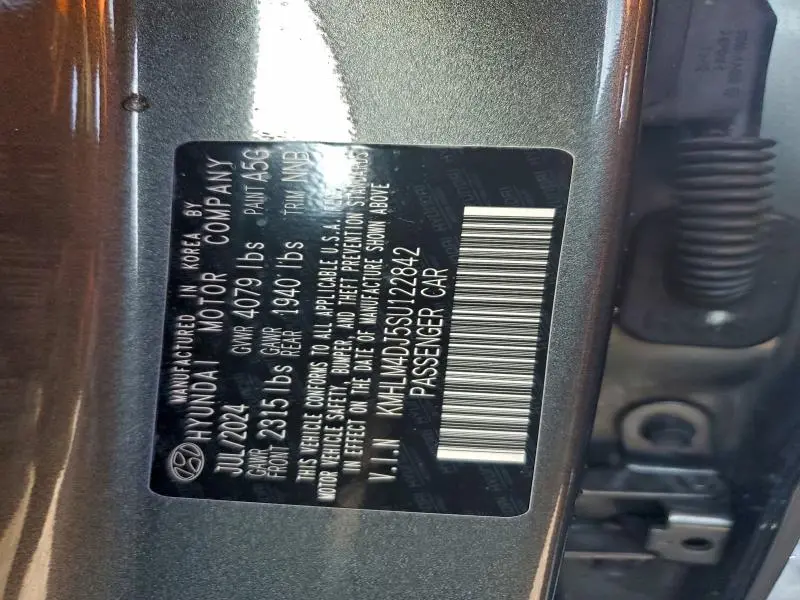 MANUFACTURED IN KOREA BY
HYUNDAI MOTOR COMPANY
JUL/2024 GVWR 4079 lbs PAINT A5G
GAWR FRONT 2315 lbs GAWR REAR 1940 lbs TRIM NNB
THIS VEHICLE CONFORMS TO ALL APPLICABLE U.S.A.
MOTOR VEHICLE SAFETY, BUMPER, AND THEFT PREVENTION STANDARDS
IN EFFECT ON THE DATE OF MANUFACTURE SHOWN ABOVE
V.I.N KMHLM4DJ5SU122842
PASSENGER CAR